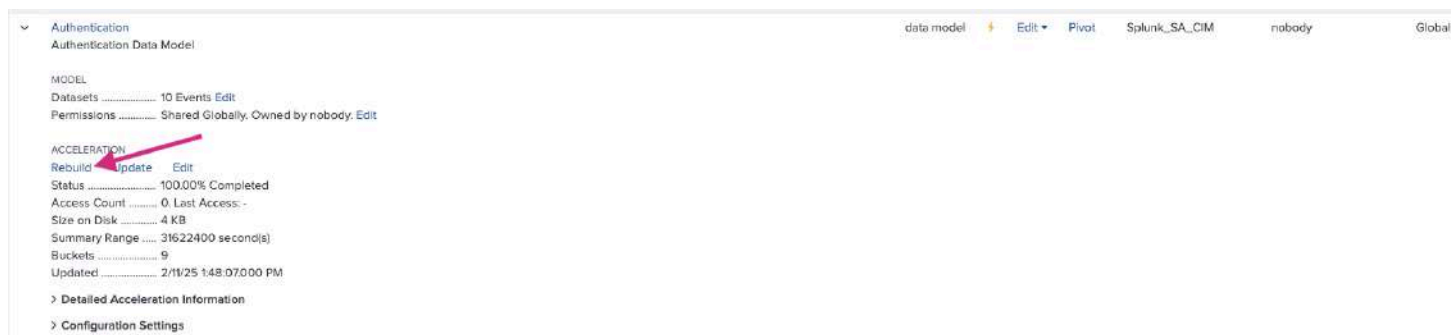 Authentication data model Edit Pivot Splunk_SA_CIM nobody Global
Authentication Data Model
MODEL
Datasets .................... 10 Events Edit
Permissions ............. Shared Globally. Owned by nobody. Edit
ACCELERATION
Rebuild Update Edit
Status ........................ 100.00% Completed
Access Count .......... 0. Last Access: -
Size on Disk ............. 4 KB
Summary Range ..... 31622400 second(s)
Buckets ..................... 9
Updated .................... 2/11/25 1:48:07.000 PM
Detailed Acceleration Information
Configuration Settings